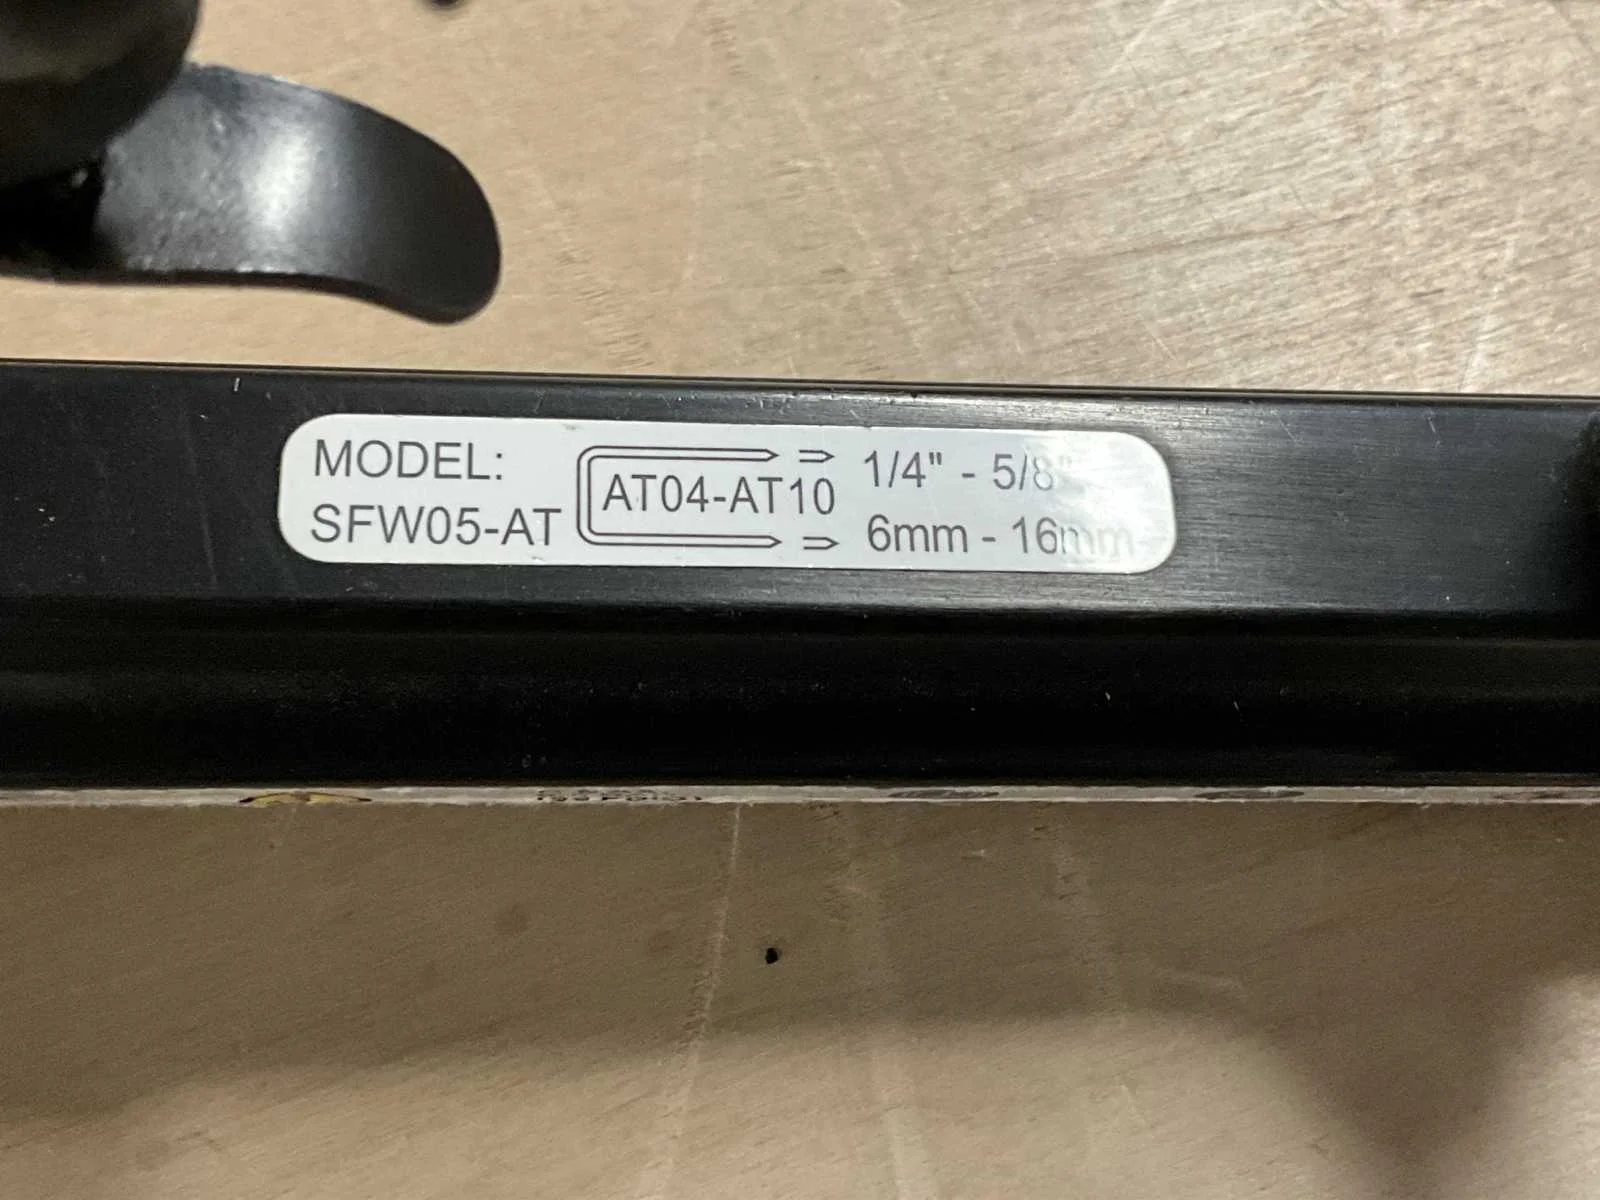 MODEL:
SFW05-AT
AT04-AT10
1/4" - 5/8"
6mm - 16mm